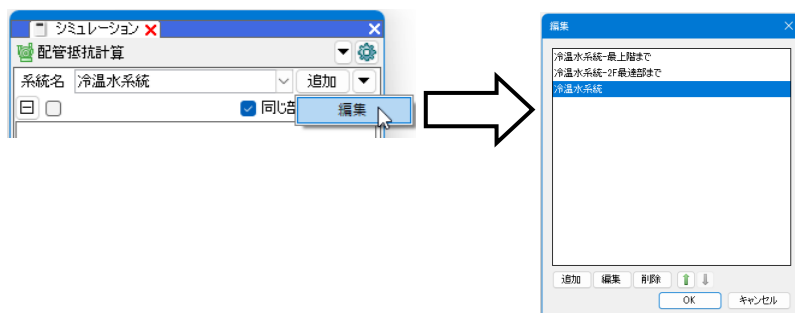 シミュレーション
配管抵抗計算
系統名 冷温水系統 追加
同じ部
編集
編集
冷温水系統-最上階まで
冷温水系統-2F最遠部まで
冷温水系統
追加 編集 削除
OK キャンセル